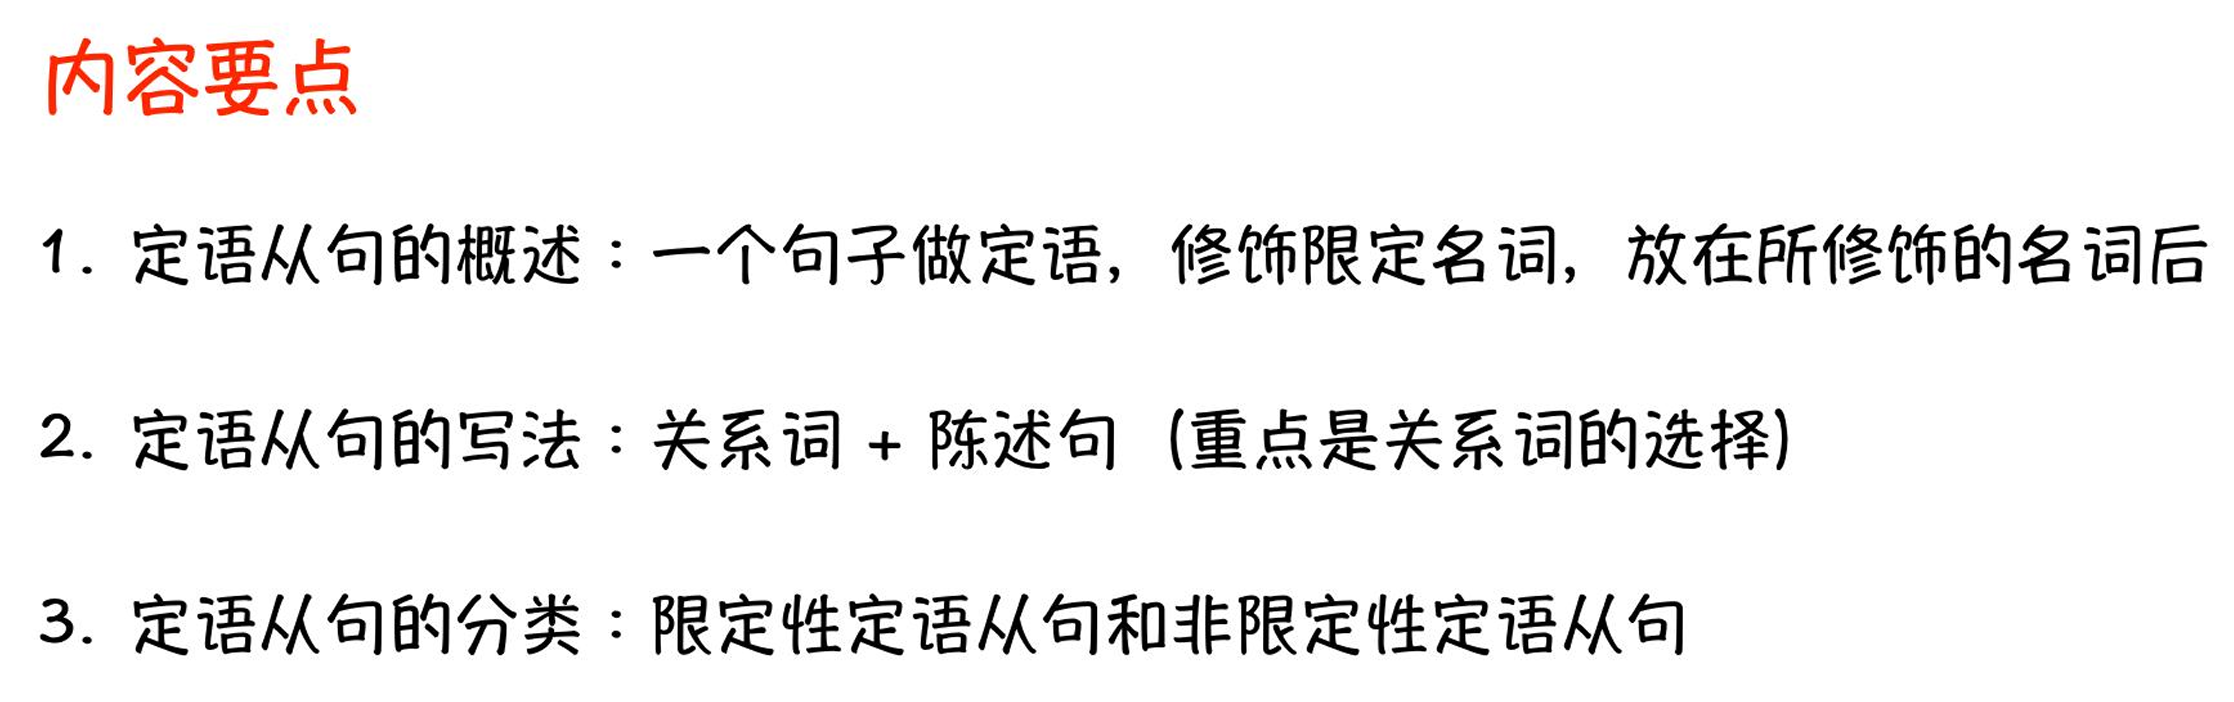 内容要点
1. 定语从句的概述：一个句子做定语，修饰限定名词，放在所修饰的名词后
2. 定语从句的写法：关系词 + 陈述句（重点是关系词的选择）
3. 定语从句的分类：限定性定语从句和非限定性定语从句